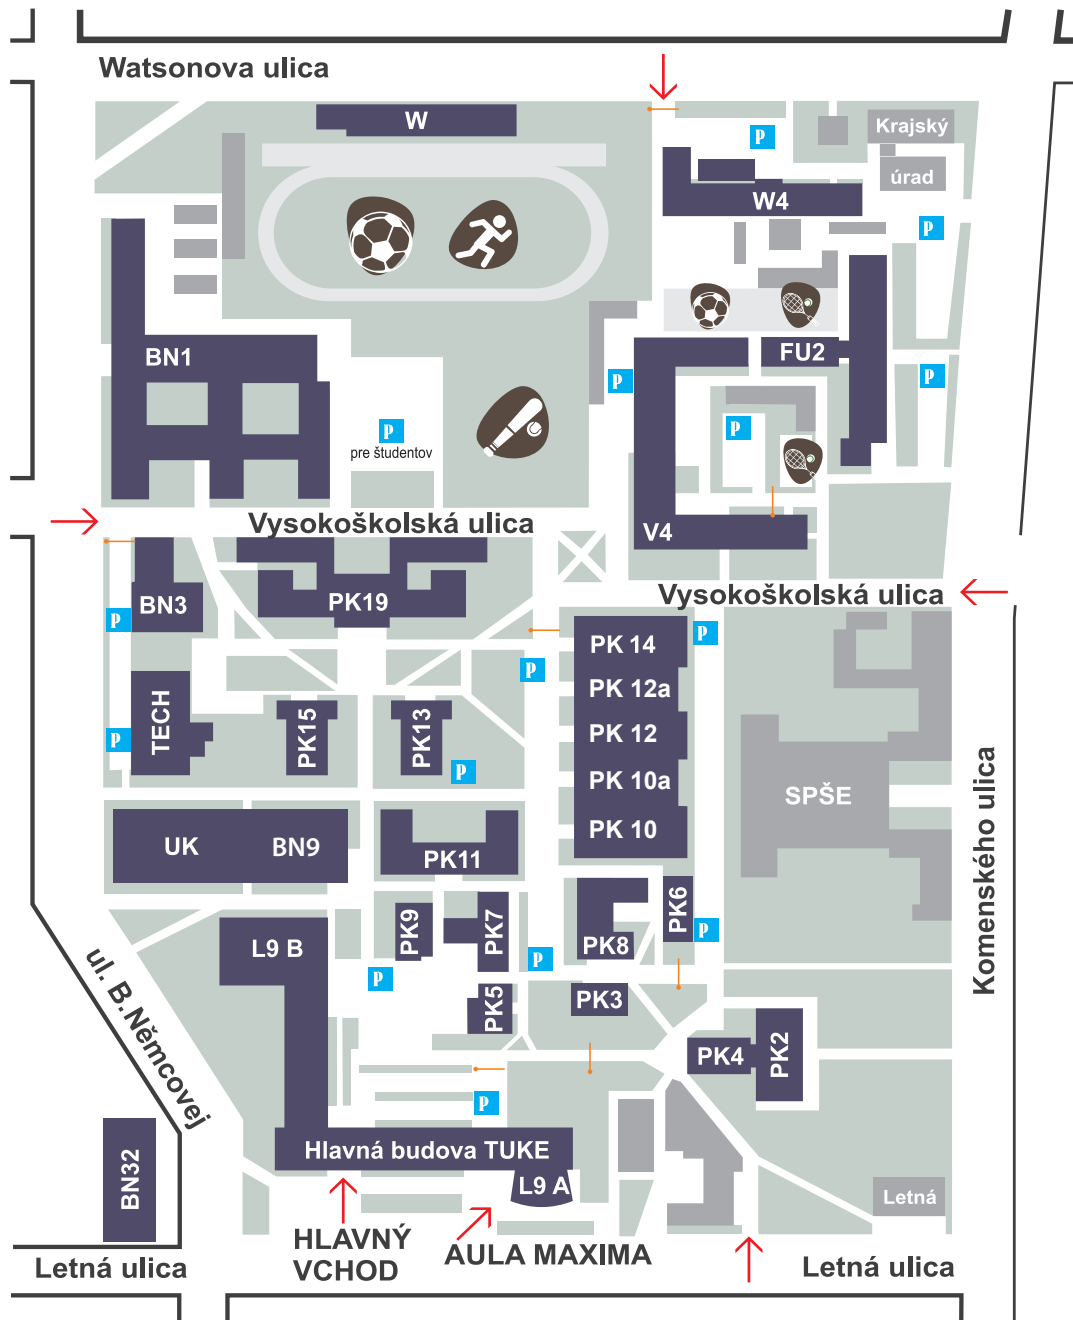 Watsonova ulica
W
P
Krajský
úrad
W4
P
BN1
FU2
P
P
P
P
pre študentov
Vysokoškolská ulica
V4
Vysokoškolská ulica
BN3
PK19
P
P
PK 14
P
PK 12a
TECH
P
PK15
PK13
P
PK 12
PK 10a
SPŠE
PK 10
Komenského ulica
UK
BN9
PK11
PK9
PK7
PK8
PK6
P
L9 B
P
P
PK5
PK3
PK4
PK2
ul. B.Němcovej
P
Hlavná budova TUKE
L9 A
BN32
Letná
HLAVNÝ
VCHOD
AULA MAXIMA
Letná ulica
Letná ulica